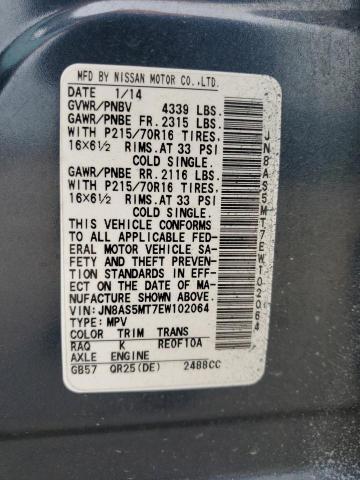 MFD BY NISSAN MOTOR CO.,LTD.
1/14
GVWR/PNBV 4339 LBS.
GAWR/PNBE FR. 2315 LBS.
WITH P215/70R16 TIRES,
16X6½ RIMS.AT 33 PSI
COLD SINGLE.
GAWR/PNBE RR. 2116 LBS.
WITH P215/70R16 TIRES,
16X6½ RIMS.AT 33 PSI
COLD SINGLE.
THIS VEHICLE CONFORMS
TO ALL APPLICABLE FED-
ERAL MOTOR VEHICLE SA-
FETY AND THEFT PREVEN-
TION STANDARDS IN EFF-
ECT ON THE DATE OF MA-
NUFACTURE SHOWN ABOVE.
VIN:JN8AS5MT7EW102064
TYPE:MPV
COLOR TRIM TRANS
RAQ K RE0F10A
AXLE ENGINE
GB57 QR25(DE) 2488CC
JN8AS5MT7EW102064